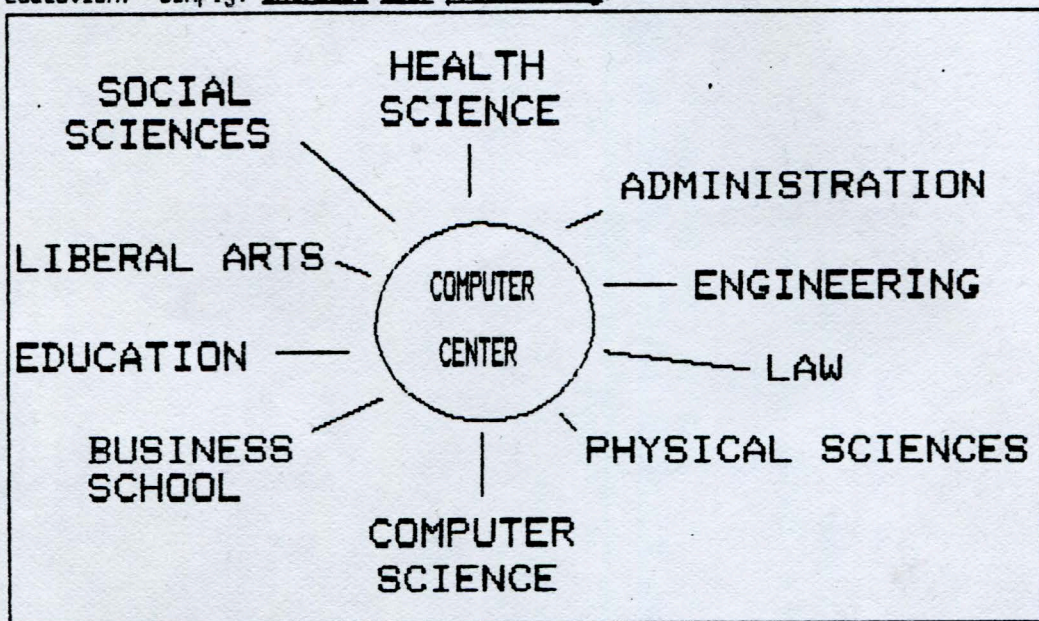 SOCIAL
SCIENCES
HEALTH
SCIENCE
ADMINISTRATION
LIBERAL ARTS
COMPUTER
CENTER
ENGINEERING
EDUCATION
LAW
BUSINESS
SCHOOL
PHYSICAL SCIENCES
COMPUTER
SCIENCE